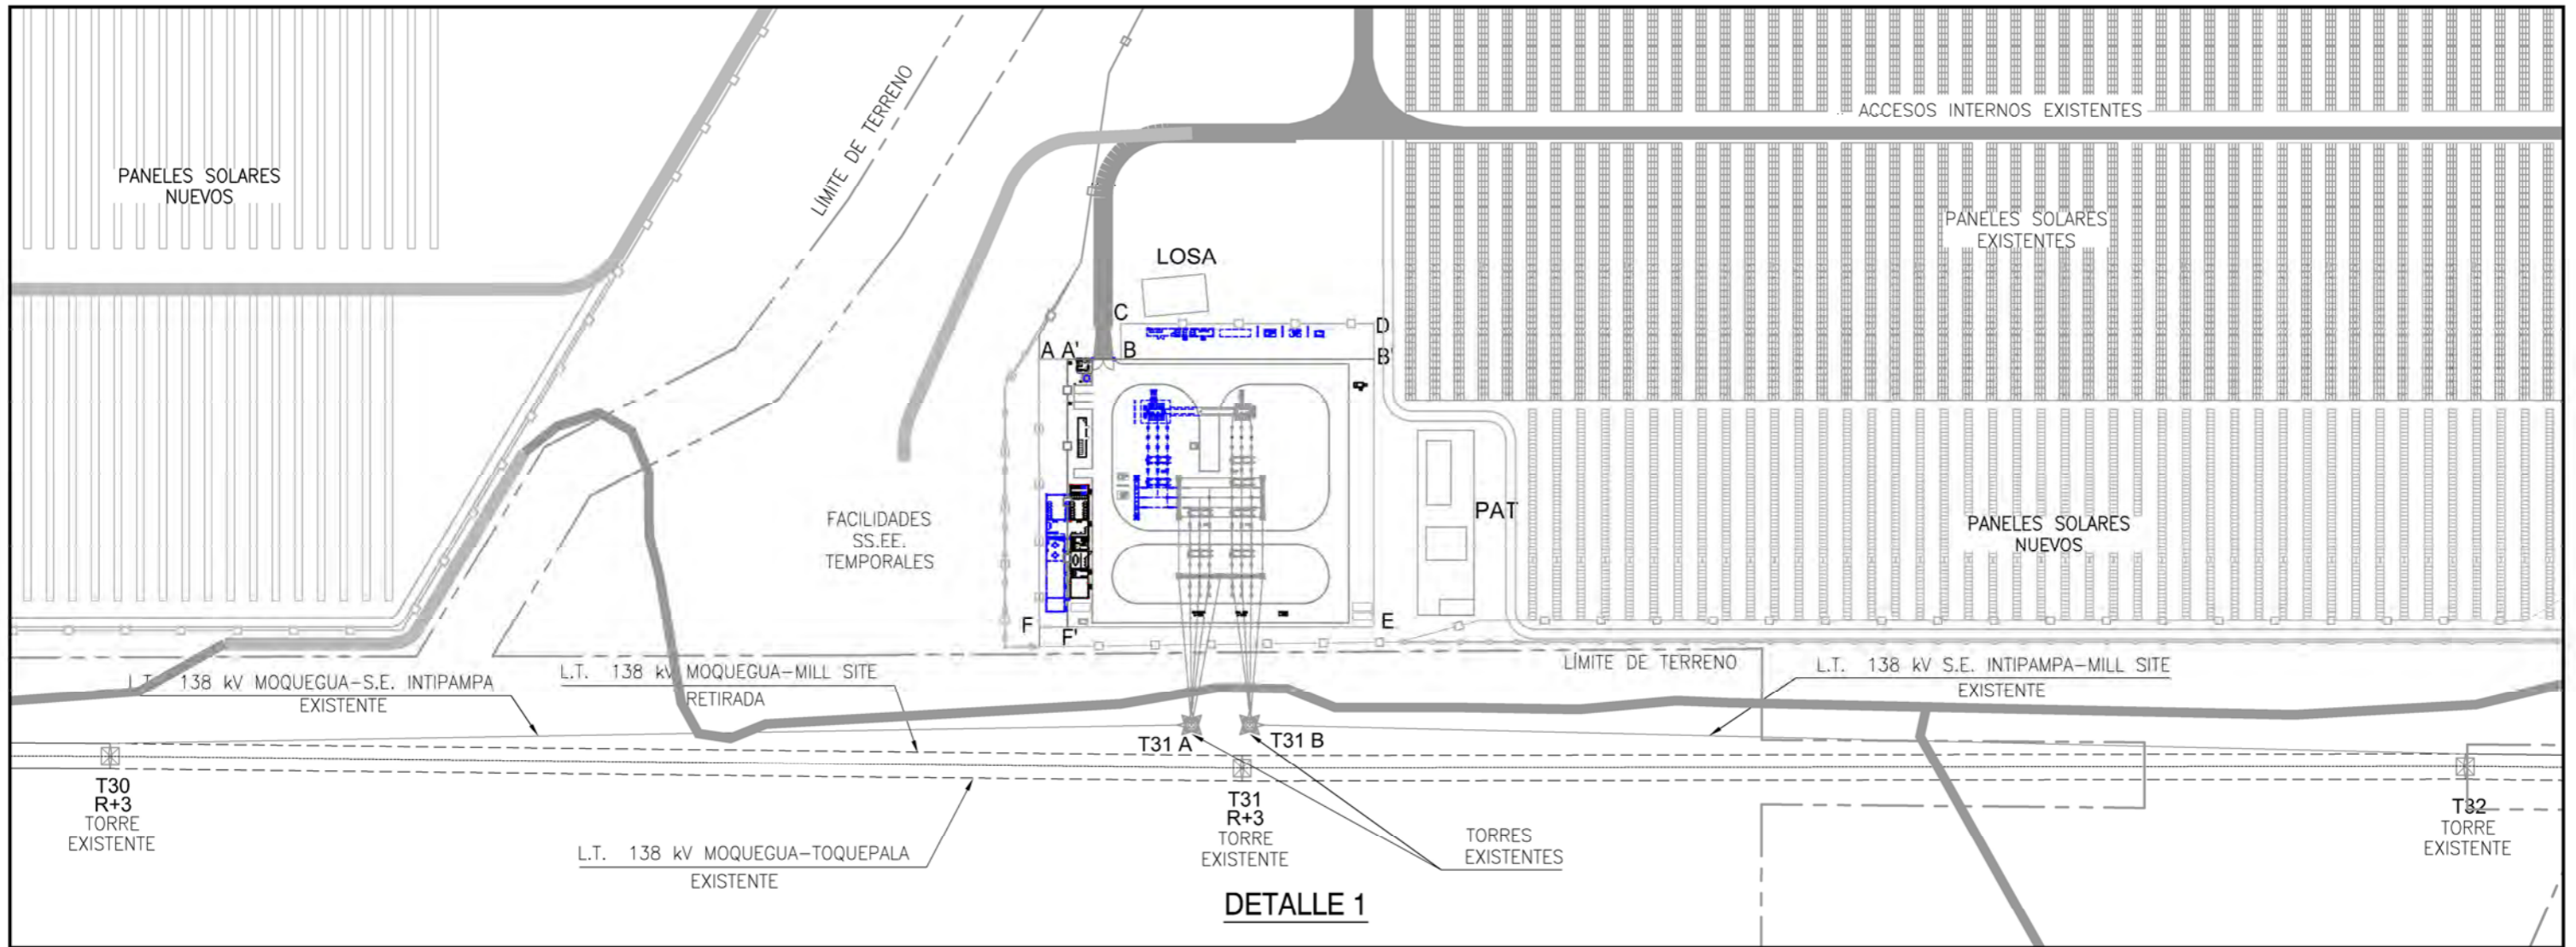 LÍMITE DE TERRENO
ACCESOS INTERNOS EXISTENTES
PANELES SOLARES
NUEVOS
PANELES SOLARES
EXISTENTES
LOSA
C
D
A A' B
B'
FACILIDADES
SS.EE.
TEMPORALES
PAT
PANELES SOLARES
NUEVOS
F
F'
E
LÍMITE DE TERRENO
L.T. 138 kV MOQUEGUA-S.E. INTIPAMPA
EXISTENTE
L.T. 138 kV MOQUEGUA-MILL SITE
RETIRADA
L.T. 138 kV S.E. INTIPAMPA-MILL SITE
EXISTENTE
T31 A
T31 B
T30
R+3
TORRE
EXISTENTE
T31
R+3
TORRE
EXISTENTE
T32
TORRE
EXISTENTE
L.T. 138 kV MOQUEGUA-TOQUEPALA
EXISTENTE
TORRES
EXISTENTES
DETALLE 1